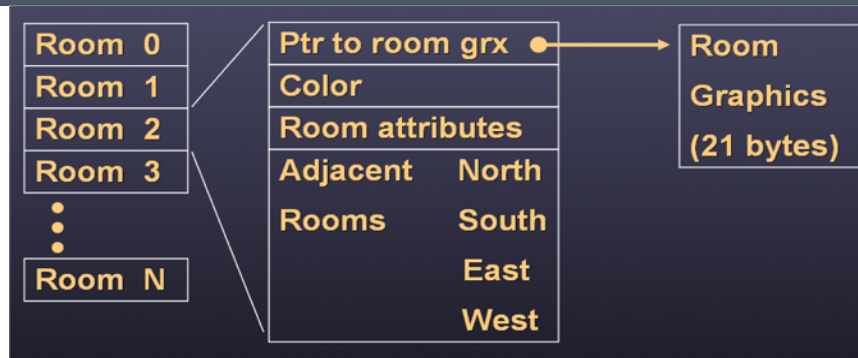 Room 0
Room 1
Room 2
Room 3
Room N
Ptr to room grx
Color
Room attributes
Adjacent North
Rooms South
East
West
Room
Graphics
(21 bytes)